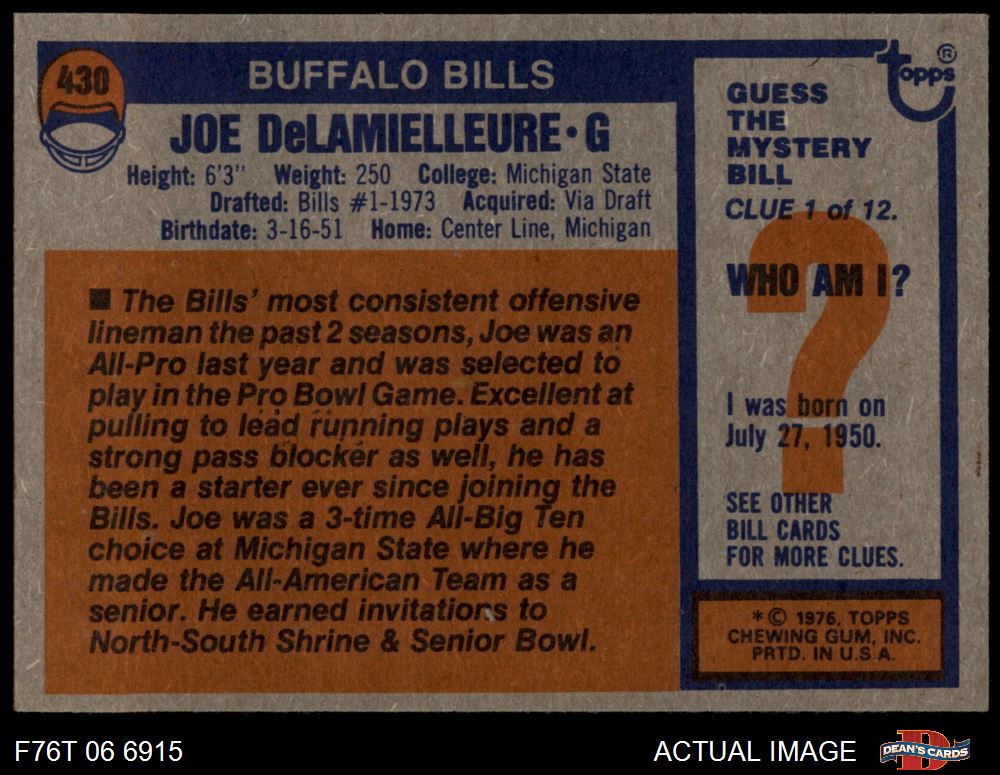 430
BUFFALO BILLS
JOE DeLAMIELLEURE • G
Height: 6'3" Weight: 250 College: Michigan State
Drafted: Bills #1-1973 Acquired: Via Draft
Birthdate: 3-16-51 Home: Center Line, Michigan
■ The Bills' most consistent offensive
lineman the past 2 seasons, Joe was an
All-Pro last year and was selected to
play in the Pro Bowl Game. Excellent at
pulling to lead running plays and a
strong pass blocker as well, he has
been a starter ever since joining the
Bills. Joe was a 3-time All-Big Ten
choice at Michigan State where he
made the All-American Team as a
senior. He earned invitations to
North-South Shrine & Senior Bowl.
topps®
GUESS
THE
MYSTERY
BILL
CLUE 1 of 12.
WHO AM I?
?
I was born on
July 27, 1950.
SEE OTHER
BILL CARDS
FOR MORE CLUES.
* © 1976, TOPPS
CHEWING GUM, INC.
PRTD. IN U.S.A.
F76T 06 6915
ACTUAL IMAGE
D
DEAN'S CARDS